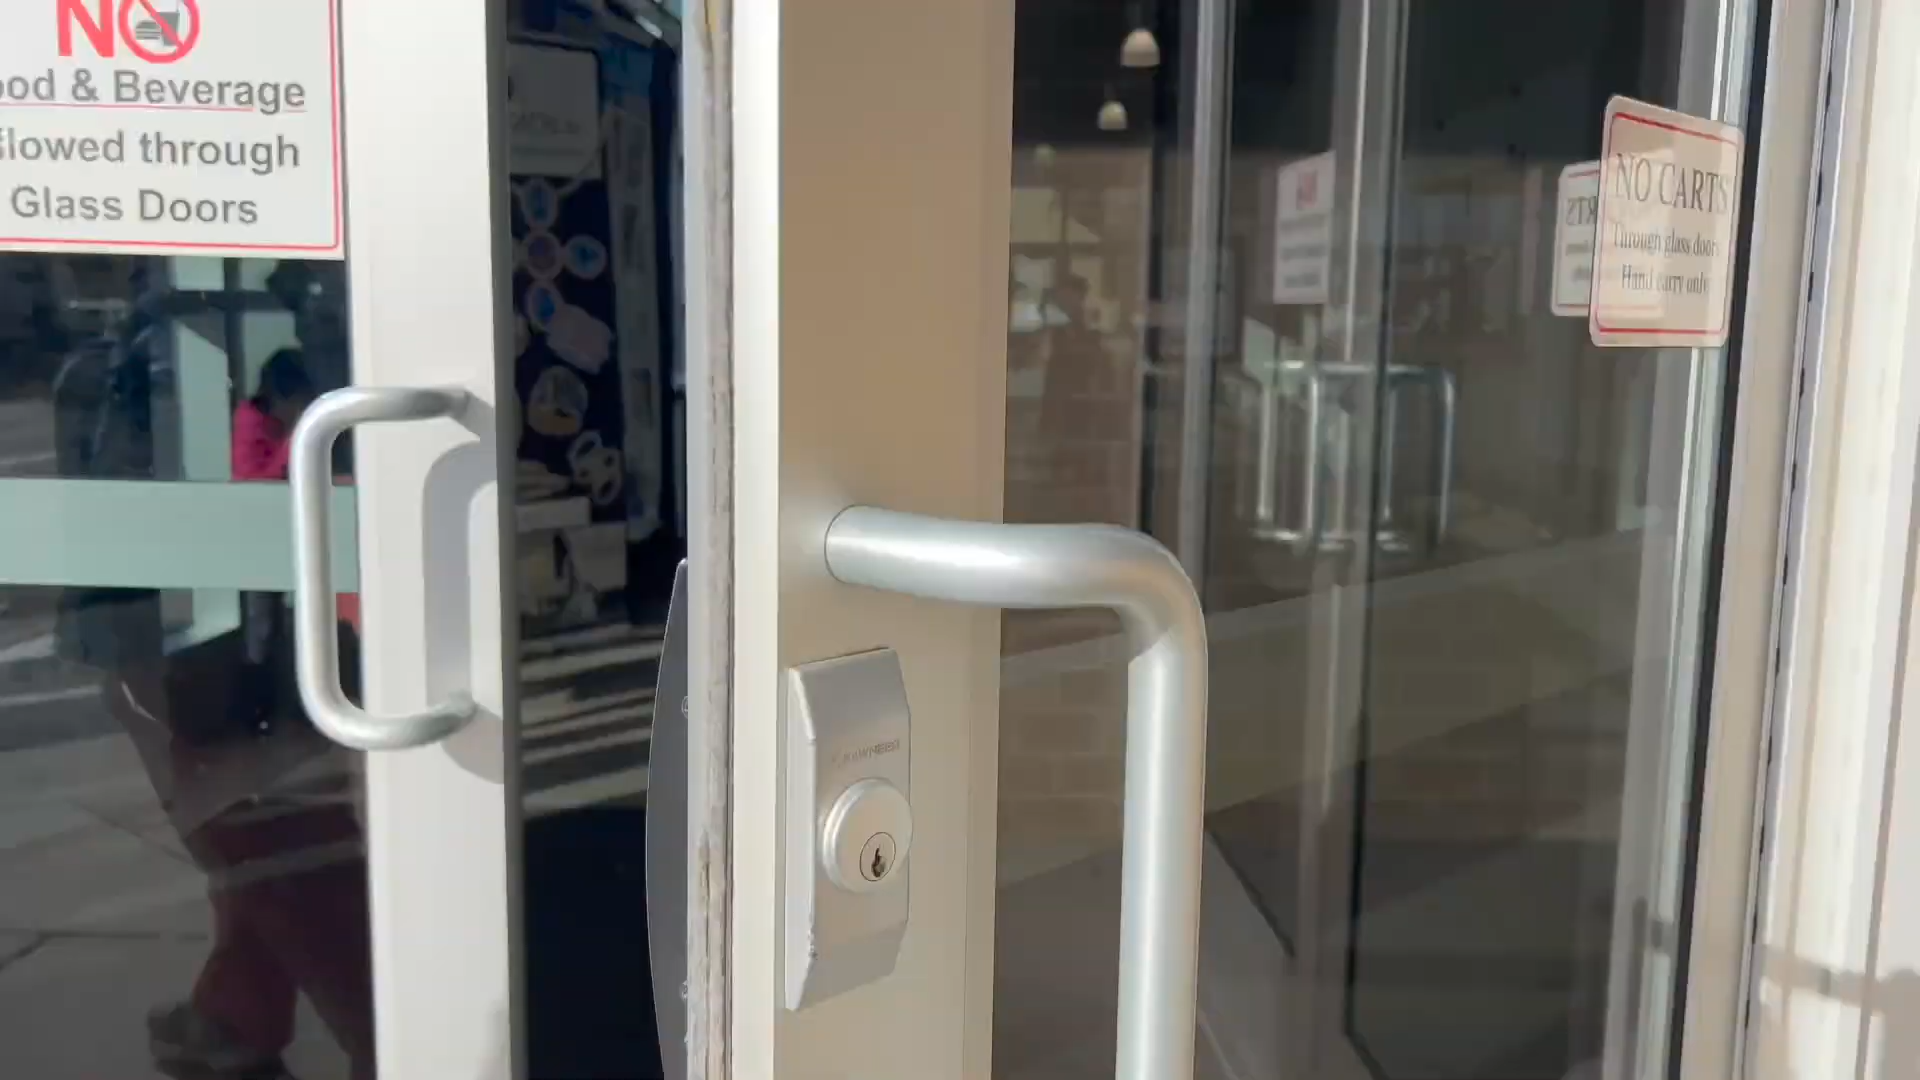 NO
ood & Beverage
llowed through
Glass Doors
KAWNEER
NO CARTS
Through glass doors
Hand carry only